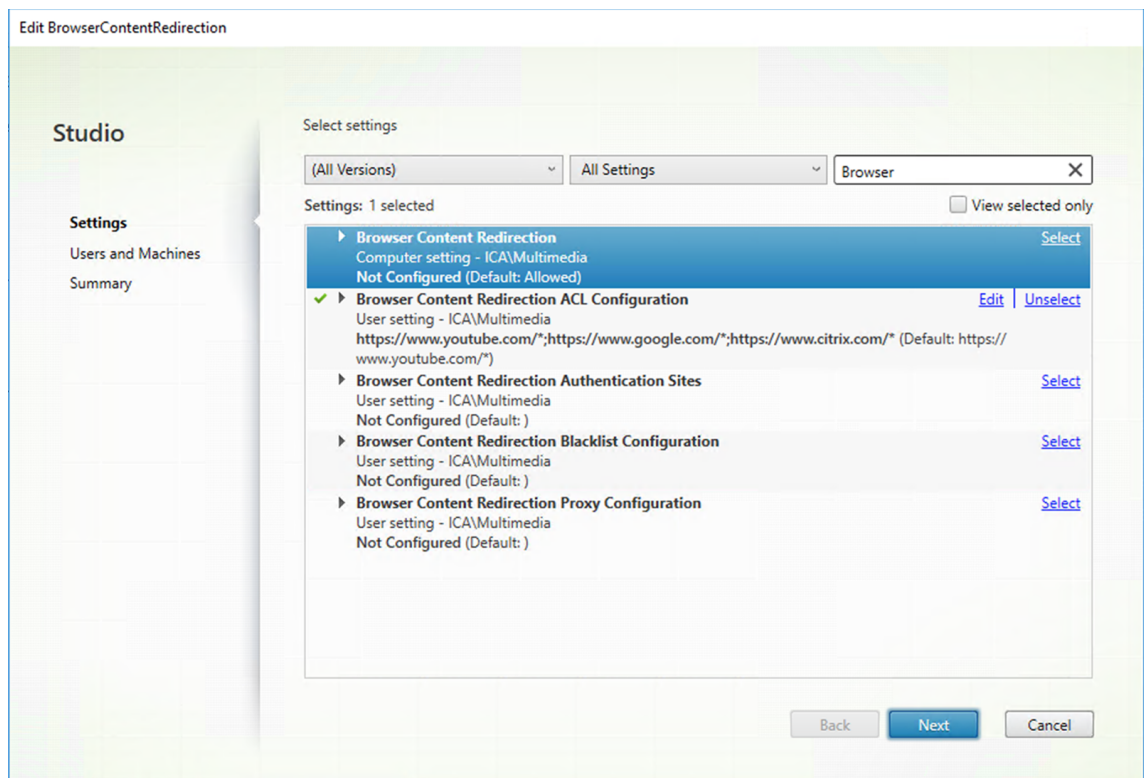 Edit BrowserContentRedirection
Studio
Settings
Users and Machines
Summary
Select settings
(All Versions) All Settings Browser
Settings: 1 selected View selected only
Browser Content Redirection Select
Computer setting - ICA\Multimedia
Not Configured (Default: Allowed)
Browser Content Redirection ACL Configuration Edit | Unselect
User setting - ICA\Multimedia
https://www.youtube.com/*;https://www.google.com/*;https://www.citrix.com/* (Default: https://
www.youtube.com/*)
Browser Content Redirection Authentication Sites Select
User setting - ICA\Multimedia
Not Configured (Default: )
Browser Content Redirection Blacklist Configuration Select
User setting - ICA\Multimedia
Not Configured (Default: )
Browser Content Redirection Proxy Configuration Select
User setting - ICA\Multimedia
Not Configured (Default: )
Back Next Cancel